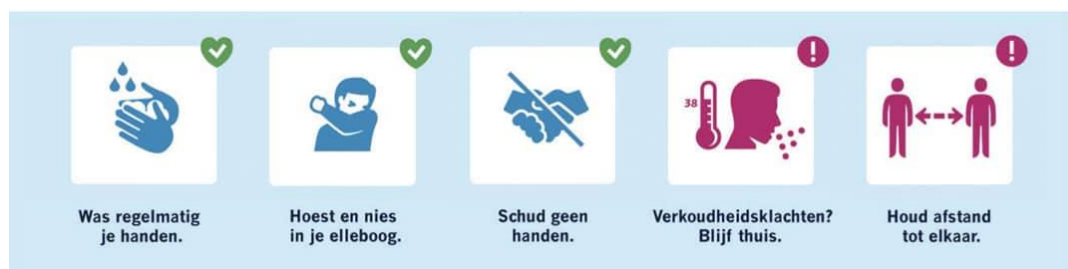 38
Was regelmatig
je handen.
Hoest en nies
in je elleboog.
Schud geen
handen.
Verkoudheidsklachten?
Blijf thuis.
Houd afstand
tot elkaar.